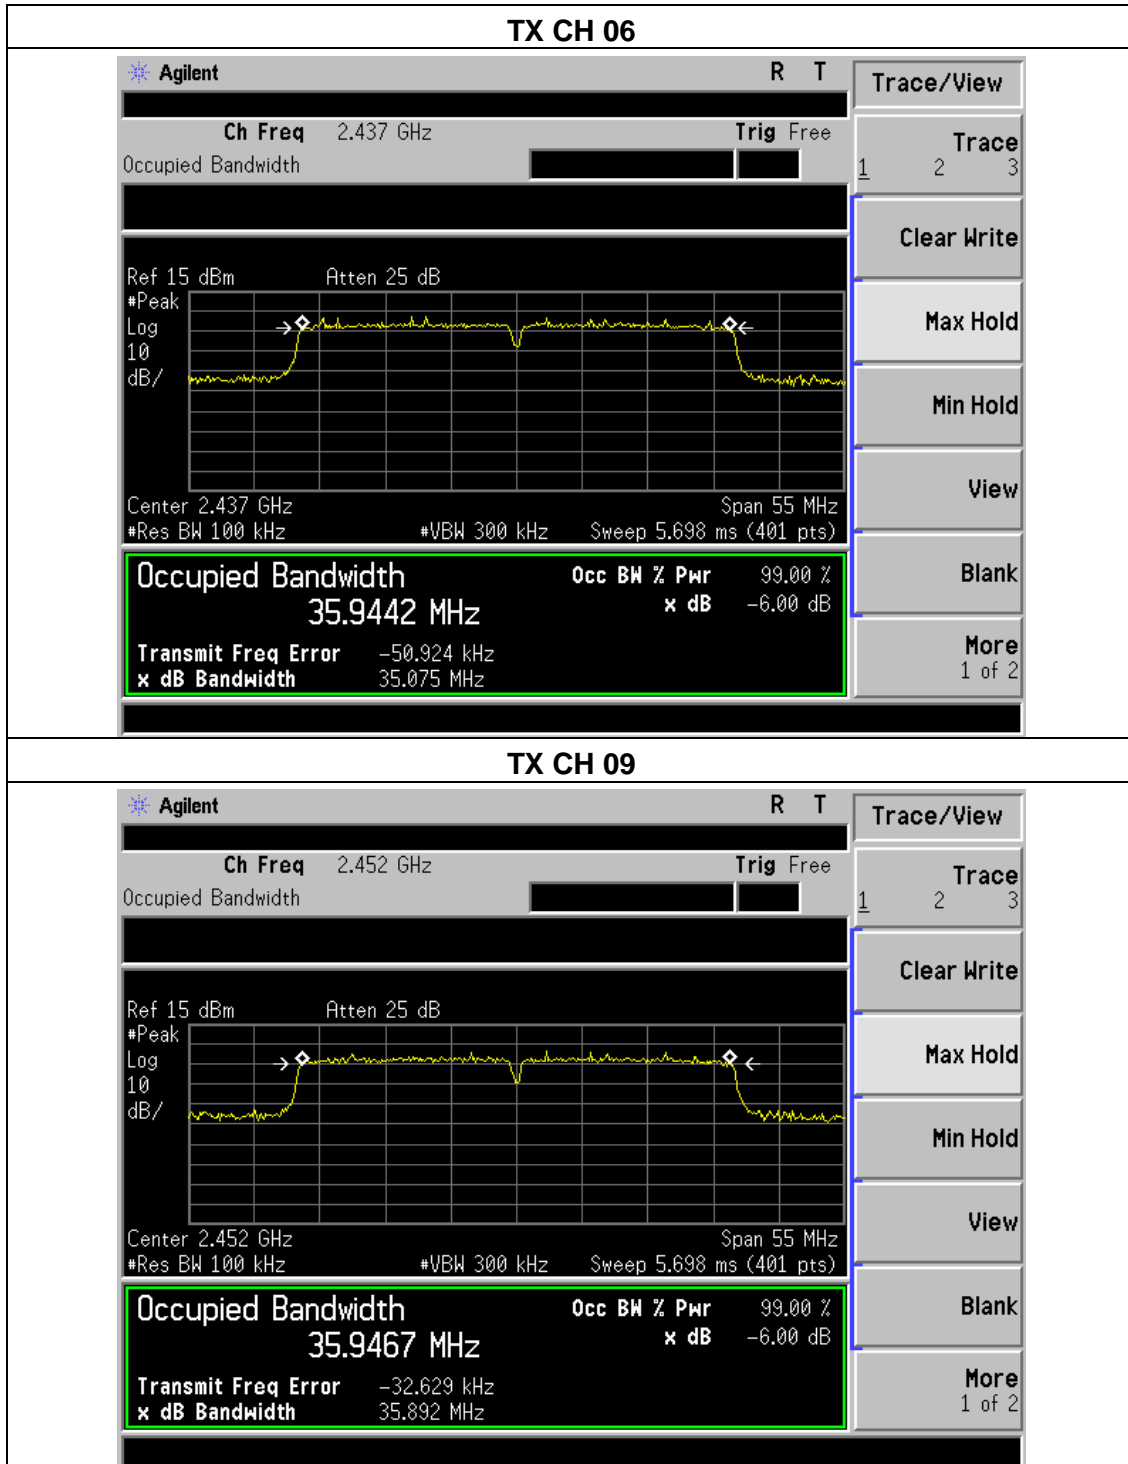 TX CH 06
Agilent R T
Trace/View
Ch Freq 2.437 GHz Trig Free
Occupied Bandwidth
Trace
1 2 3
Clear Write
Ref 15 dBm Atten 25 dB
#Peak
Log
10
dB/
Max Hold
Min Hold
View
Center 2.437 GHz Span 55 MHz
#Res BW 100 kHz #VBW 300 kHz Sweep 5.698 ms (401 pts)
Occupied Bandwidth Occ BW % Pwr 99.00 %
35.9442 MHz x dB -6.00 dB
Blank
Transmit Freq Error -50.924 kHz
x dB Bandwidth 35.075 MHz
More
1 of 2
TX CH 09
Agilent R T
Trace/View
Ch Freq 2.452 GHz Trig Free
Occupied Bandwidth
Trace
1 2 3
Clear Write
Ref 15 dBm Atten 25 dB
#Peak
Log
10
dB/
Max Hold
Min Hold
View
Center 2.452 GHz Span 55 MHz
#Res BW 100 kHz #VBW 300 kHz Sweep 5.698 ms (401 pts)
Occupied Bandwidth Occ BW % Pwr 99.00 %
35.9467 MHz x dB -6.00 dB
Blank
Transmit Freq Error -32.629 kHz
x dB Bandwidth 35.892 MHz
More
1 of 2